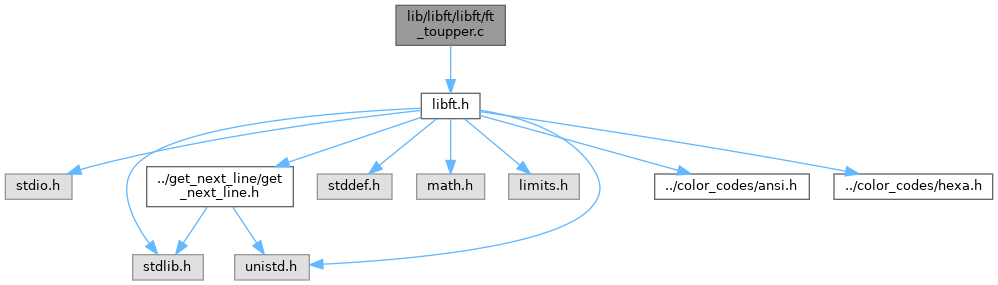 lib/libft/libft/ft
_toupper.c
libft.h
stdio.h
../get_next_line/get
_next_line.h
stddef.h
math.h
limits.h
../color_codes/ansi.h
../color_codes/hexa.h
stdlib.h
unistd.h